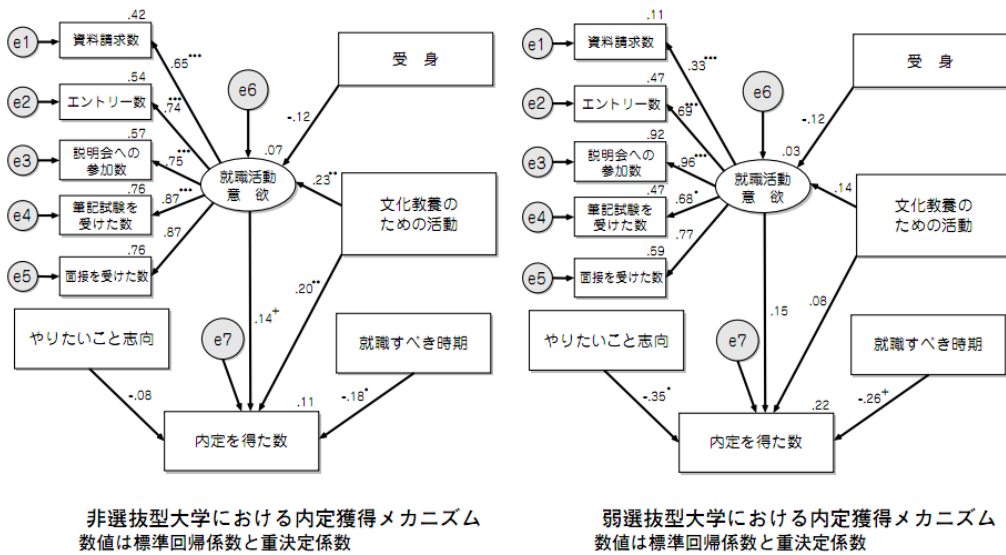 .42
e1
資料請求数
.65***
受 身
.54
e2
エントリー数
.74***
e6
-.12
.57
e3
説明会への
参加数
.75***
.07
就職活動
意 欲
.23**
.76
e4
筆記試験を
受けた数
.87***
文化教養の
ための活動
.76
e5
面接を受けた数
.87
.20**
.14+
やりたいこと志向
e7
就職すべき時期
-.08
.11
-.18*
内定を得た数
非選抜型大学における内定獲得メカニズム
数値は標準回帰係数と重決定係数
.11
e1
資料請求数
.33***
受 身
.47
e2
エントリー数
.69***
e6
-.12
.92
e3
説明会への
参加数
.96***
.03
就職活動
意 欲
.14
.47
e4
筆記試験を
受けた数
.68*
文化教養の
ための活動
.59
e5
面接を受けた数
.77
.08
.15
やりたいこと志向
e7
就職すべき時期
-.35*
.22
-.26+
内定を得た数
弱選抜型大学における内定獲得メカニズム
数値は標準回帰係数と重決定係数